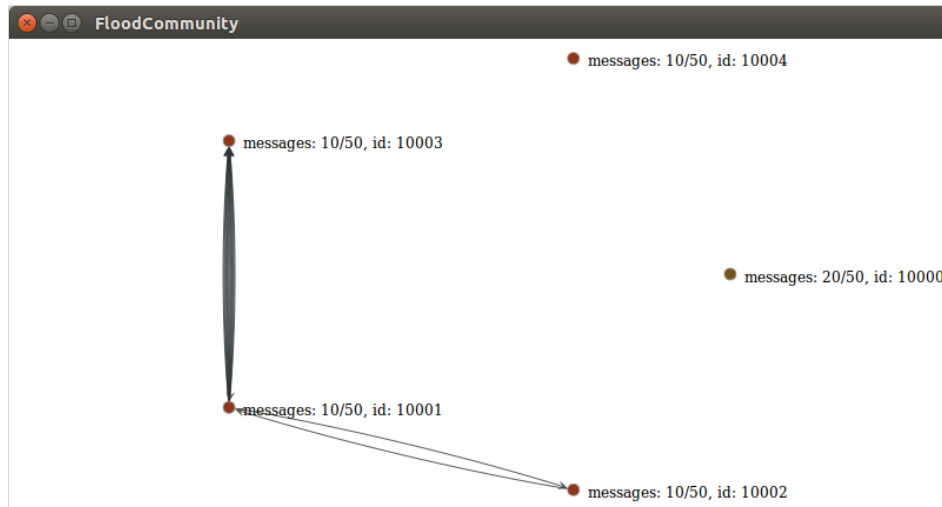 FloodCommunity
messages: 10/50, id: 10004
messages: 10/50, id: 10003
messages: 20/50, id: 10000
messages: 10/50, id: 10001
messages: 10/50, id: 10002